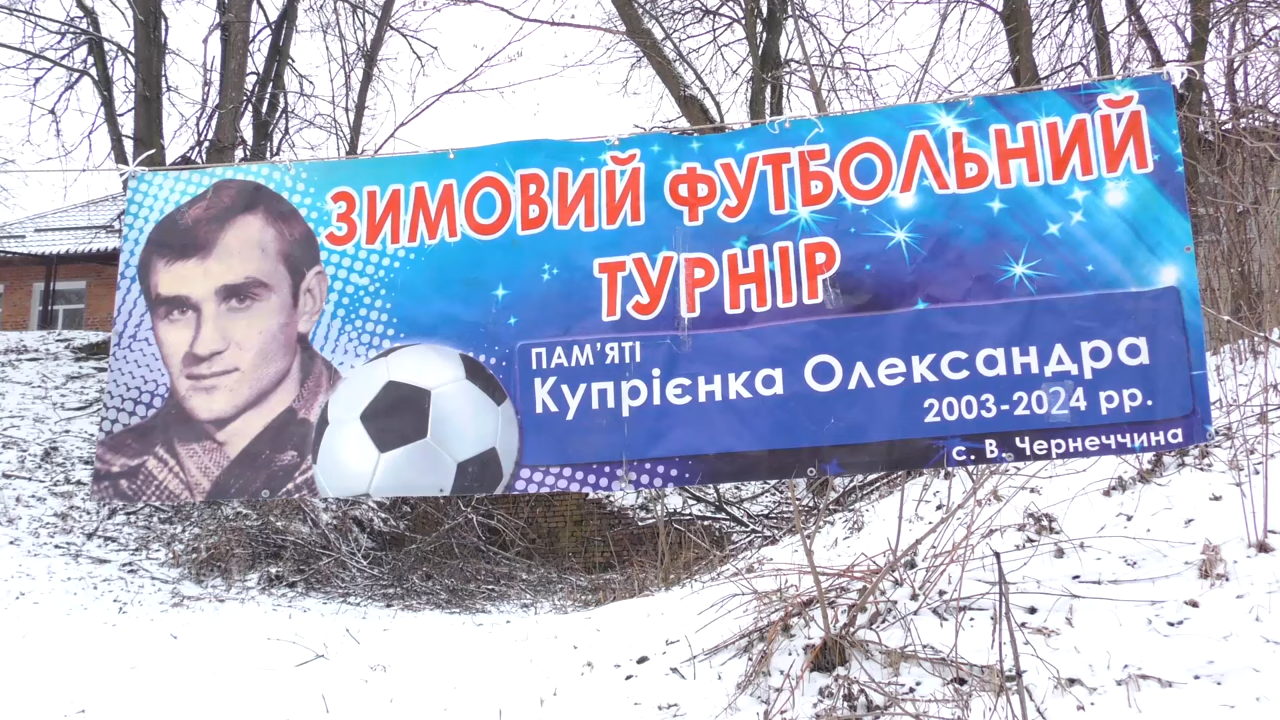 ЗИМОВИЙ ФУТБОЛЬНИЙ
ТУРНІР
ПАМ’ЯТІ
Купрієнка Олександра
2003-2024 рр.
с. В. Чернеччина